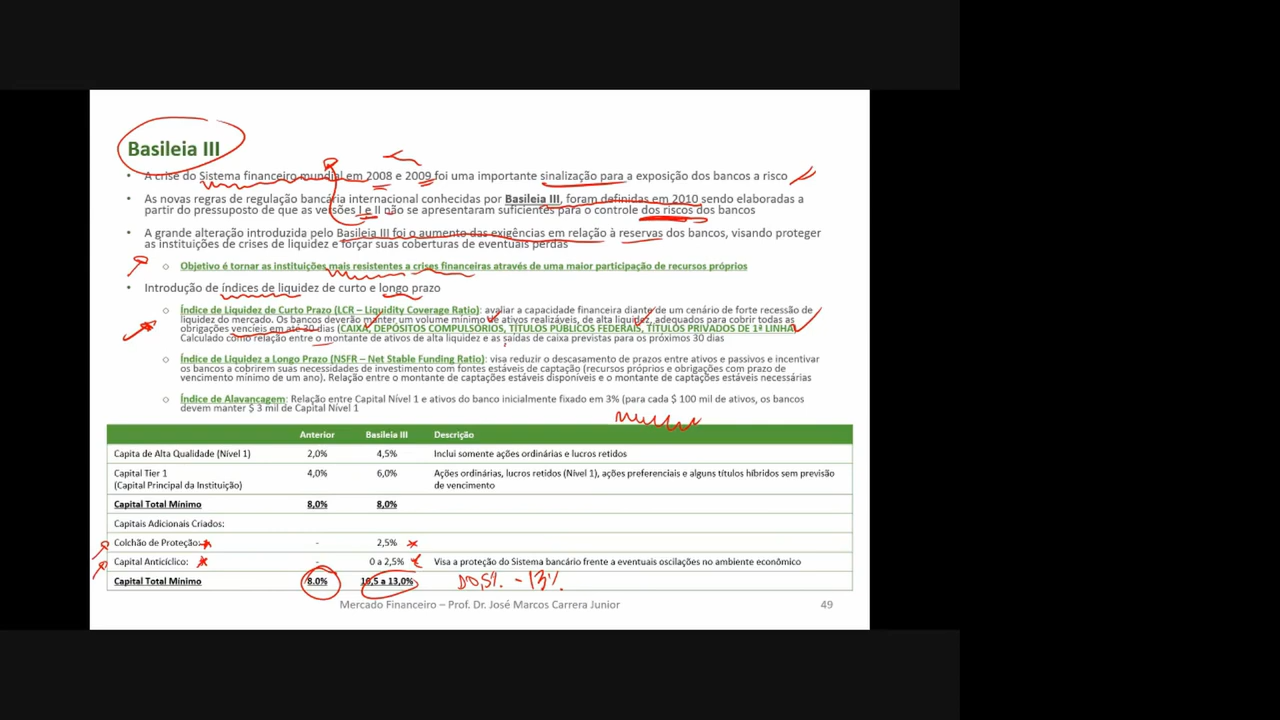 Basileia III
• A crise do Sistema financeiro mundial em 2008 e 2009 foi uma importante sinalização para a exposição dos bancos a risco
• As novas regras de regulação bancária internacional conhecidas por Basileia III, foram definidas em 2010 sendo elaboradas a
partir do pressuposto de que as versões I e II não se apresentaram suficientes para o controle dos riscos dos bancos
• A grande alteração introduzida pelo Basileia III foi o aumento das exigências em relação à reservas dos bancos, visando proteger
as instituições de crises de liquidez e forçar suas coberturas de eventuais perdas
○ Objetivo é tornar as instituições mais resistentes a crises financeiras através de uma maior participação de recursos próprios
• Introdução de índices de liquidez de curto e longo prazo
○ Índice de Liquidez de Curto Prazo (LCR – Liquidity Coverage Ratio): avaliar a capacidade financeira diante de um cenário de forte recessão de
liquidez do mercado. Os bancos deverão manter um volume mínimo de ativos realizáveis, de alta liquidez, adequados para cobrir todas as
obrigações vencíeis em até 30 dias (CAIXA, DEPÓSITOS COMPULSÓRIOS, TÍTULOS PÚBLICOS FEDERAIS, TÍTULOS PRIVADOS DE 1ª LINHA)
Calculado como relação entre o montante de ativos de alta liquidez e as saídas de caixa previstas para os próximos 30 dias
○ Índice de Liquidez a Longo Prazo (NSFR – Net Stable Funding Ratio): visa reduzir o descasamento de prazos entre ativos e passivos e incentivar
os bancos a cobrirem suas necessidades de investimento com fontes estáveis de captação (recursos próprios e obrigações com prazo de
vencimento mínimo de um ano). Relação entre o montante de captações estáveis disponíveis e o montante de captações estáveis necessárias
○ Índice de Alavancagem: Relação entre Capital Nível 1 e ativos do banco inicialmente fixado em 3% (para cada $ 100 mil de ativos, os bancos
devem manter $ 3 mil de Capital Nível 1
Anterior Basileia III Descrição
Capita de Alta Qualidade (Nível 1) 2,0% 4,5% Inclui somente ações ordinárias e lucros retidos
Capital Tier 1 4,0% 6,0% Ações ordinárias, lucros retidos (Nível 1), ações preferenciais e alguns títulos híbridos sem previsão
(Capital Principal da Instituição) de vencimento
Capital Total Mínimo 8,0% 8,0%
Capitais Adicionais Criados:
Colchão de Proteção: - 2,5%
Capital Anticíclico: - 0 a 2,5% Visa a proteção do Sistema bancário frente a eventuais oscilações no ambiente econômico
Capital Total Mínimo 8.0% 10,5 a 13,0% 10,5% - 13%
Mercado Financeiro – Prof. Dr. José Marcos Carrera Junior 49